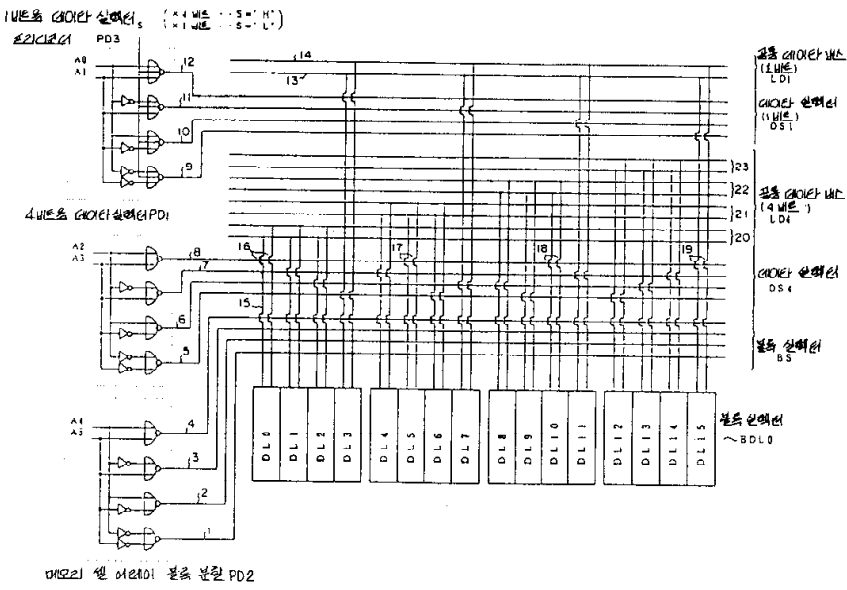 1비트용 데이타 실렉터 S (×4 비트 ‥ S='H')
(×1 비트 ‥ S='L')
프리디코더 PD3
A0
A1
12
11
10
9
14
13
공통 데이타 버스
(1비트)
LD1
데이타 실렉터
(1비트)
DS1
23
22
21
20
공통 데이타 버스
(4비트)
LD4
4비트용 데이타 실렉터 PD1
A2
A3
8
7
6
5
16
17
18
19
15
데이타 실렉터
DS4
블록 실렉터
BS
A4
A5
4
3
2
1
DL0
DL1
DL2
DL3
DL4
DL5
DL6
DL7
DL8
DL9
DL10
DL11
DL12
DL13
DL14
DL15
블록 실렉터
~BDL0
메모리 셀 어레이 블록 분할 PD2